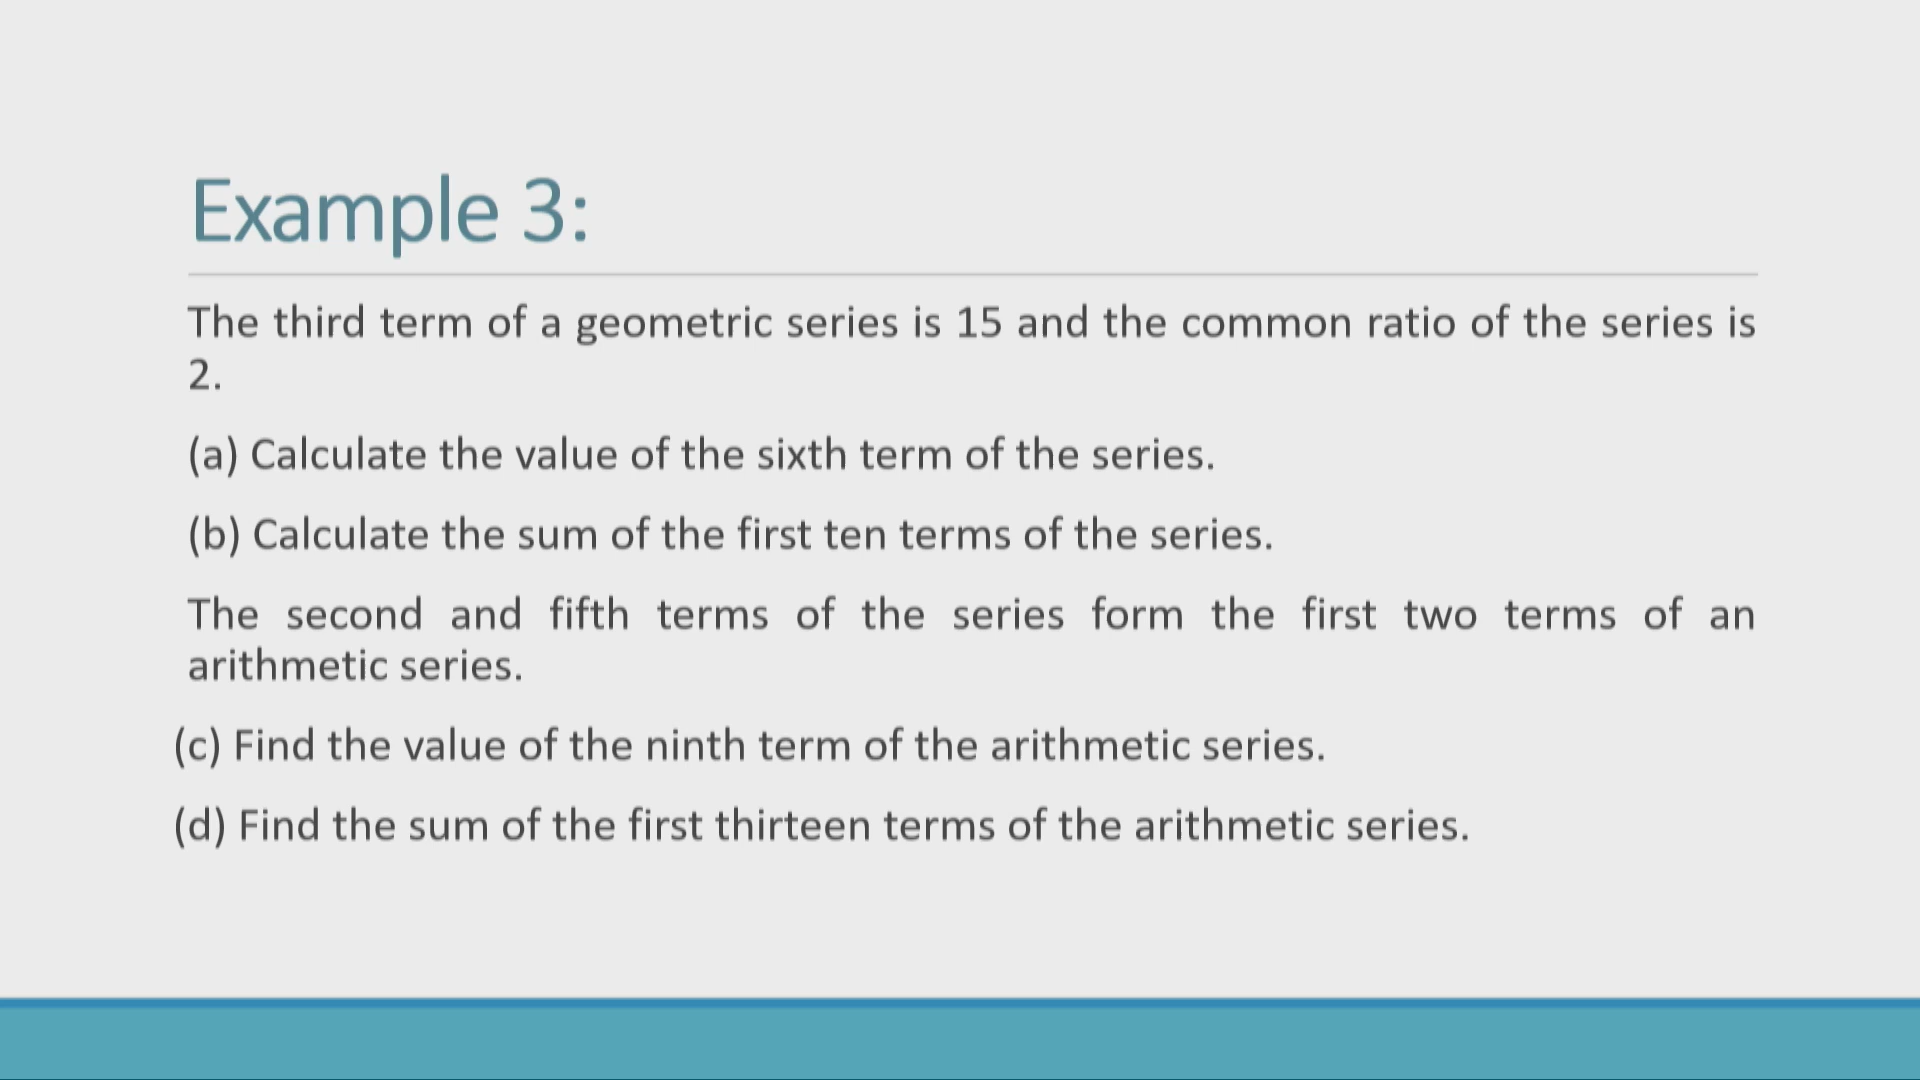 Example 3:
The third term of a geometric series is 15 and the common ratio of the series is
2.
(a) Calculate the value of the sixth term of the series.
(b) Calculate the sum of the first ten terms of the series.
The second and fifth terms of the series form the first two terms of an
arithmetic series.
(c) Find the value of the ninth term of the arithmetic series.
(d) Find the sum of the first thirteen terms of the arithmetic series.